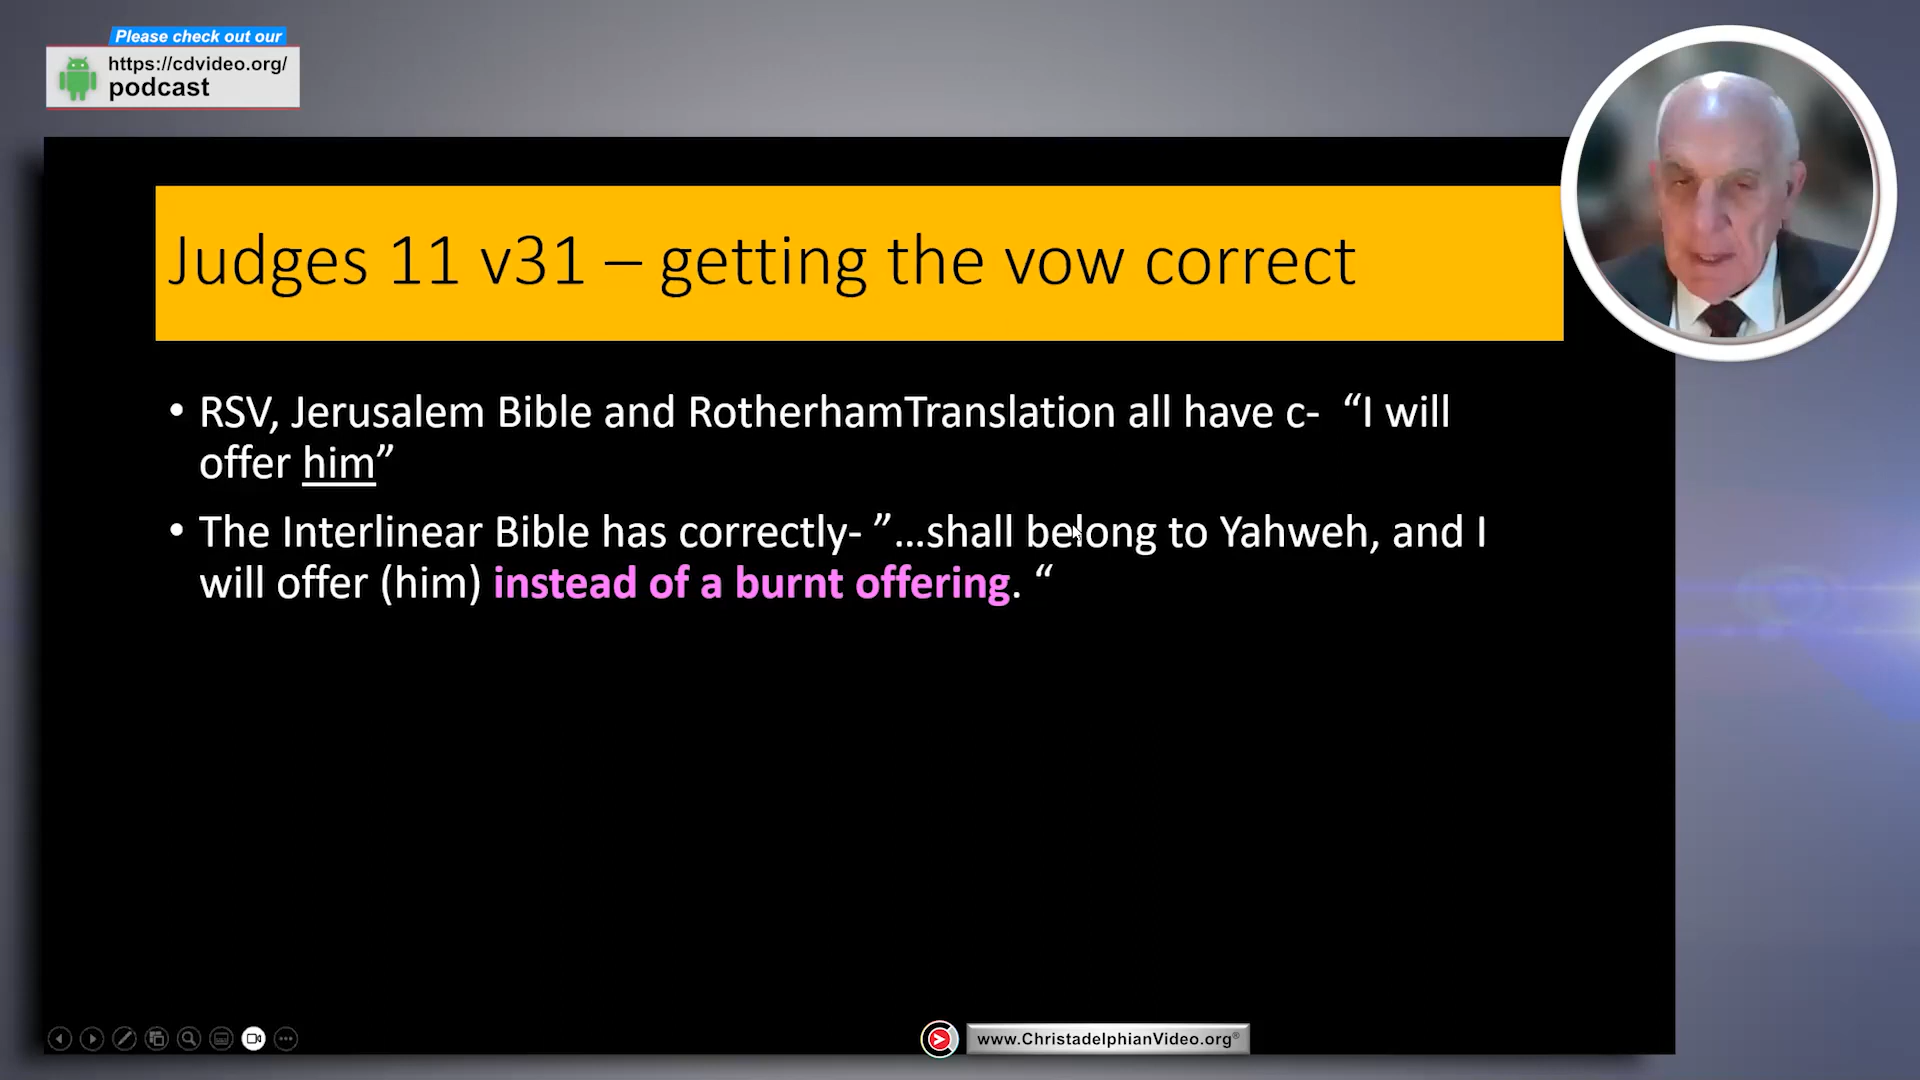 Please check out our
https://cdvideo.org/
podcast
Judges 11 v31 – getting the vow correct
• RSV, Jerusalem Bible and RotherhamTranslation all have c- “I will
offer him”
• The Interlinear Bible has correctly- ”...shall belong to Yahweh, and I
will offer (him) instead of a burnt offering. “
www.ChristadelphianVideo.org®